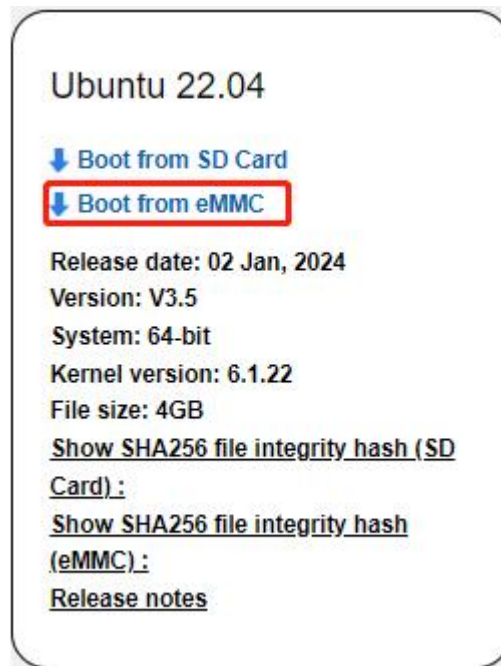 Ubuntu 22.04
Boot from SD Card
Boot from eMMC
Release date: 02 Jan, 2024
Version: V3.5
System: 64-bit
Kernel version: 6.1.22
File size: 4GB
Show SHA256 file integrity hash (SD
Card) :
Show SHA256 file integrity hash
(eMMC) :
Release notes